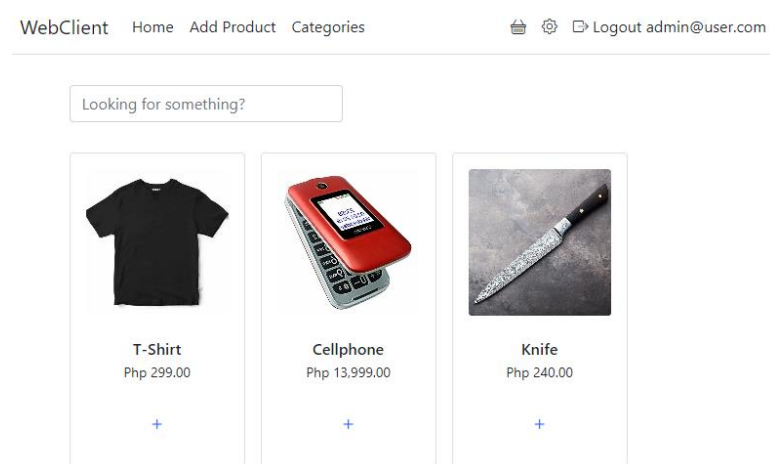 WebClient Home Add Product Categories Logout admin@user.com
Looking for something?
T-Shirt Cellphone Knife
Php 299.00 Php 13,999.00 Php 240.00
+ + +